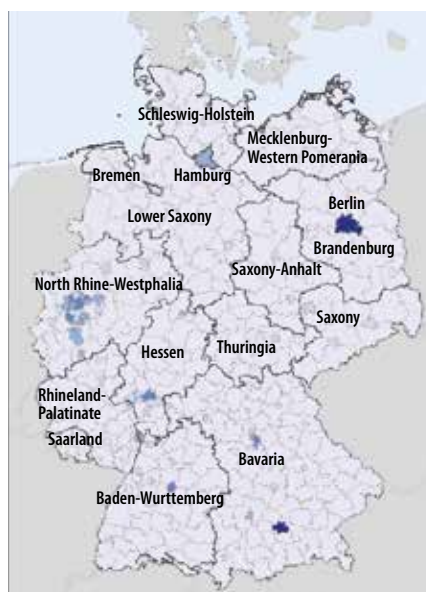 Schleswig-Holstein
Mecklenburg-
Western Pomerania
Bremen
Hamburg
Berlin
Lower Saxony
Brandenburg
Saxony-Anhalt
North Rhine-Westphalia
Saxony
Hessen
Thuringia
Rhineland-
Palatinate
Saarland
Bavaria
Baden-Wurttemberg